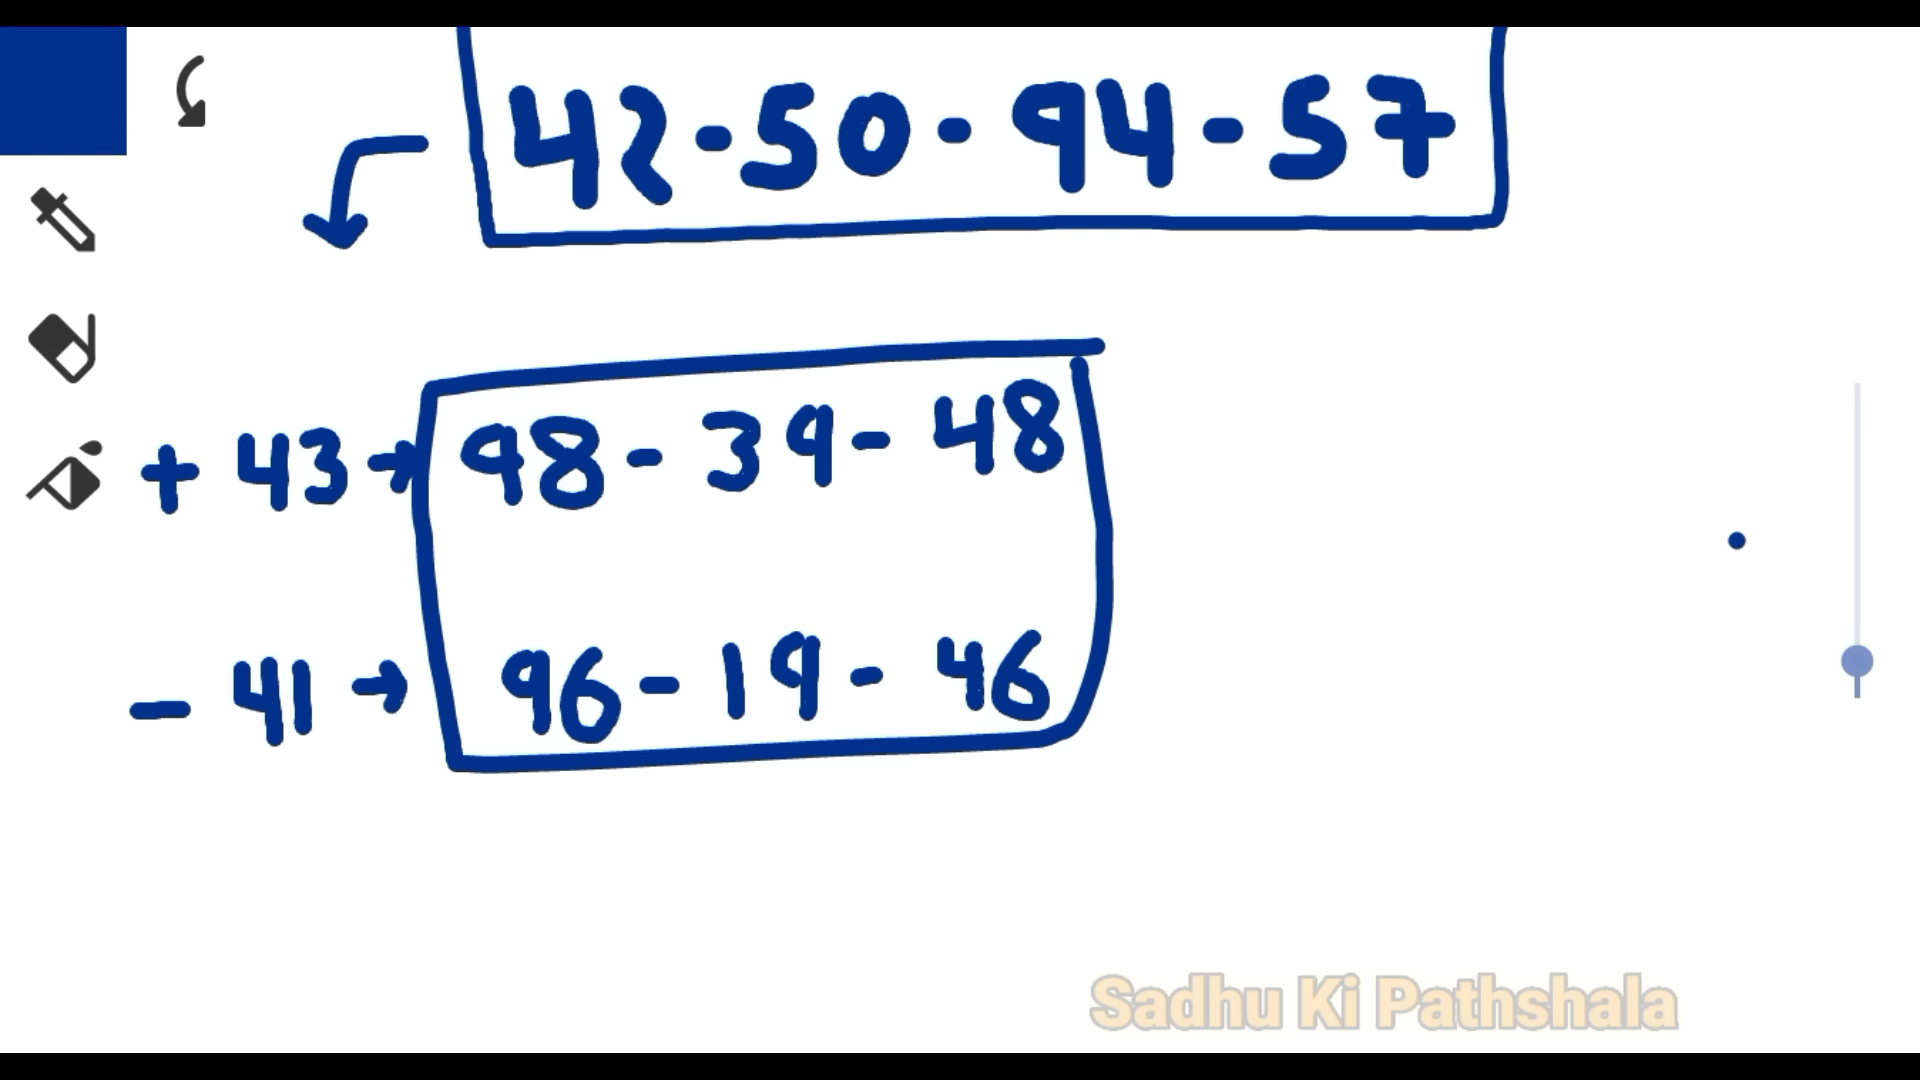 42-50-94-57
+ 43 → 98-39-48
- 41 → 96-19-46
Sadhu Ki Pathshala